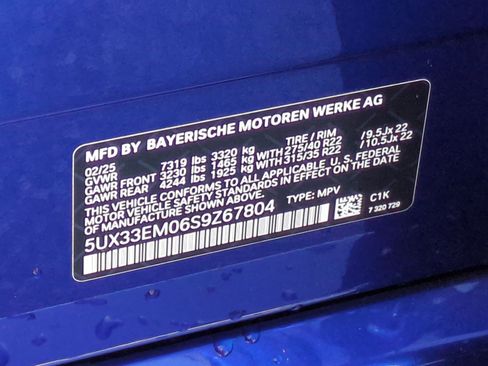 MFD BY BAYERISCHE MOTOREN WERKE AG
02/25 TIRE / RIM
GVWR 7319 lbs 3320 kg
GAWR FRONT 3230 lbs 1465 kg WITH 275/40 R22 /9.5Jx 22
GAWR REAR 4244 lbs 1925 kg WITH 315/35 R22 /10.5Jx 22
THIS VEHICLE CONFORMS TO ALL APPLICABLE U. S. FEDERAL
MOTOR VEHICLE SAFETY STANDARDS IN EFFECT ON THE DATE
OF MANUFACTURE SHOWN ABOVE.
5UX33EM06S9Z67804 TYPE: MPV C1K
7 320 729